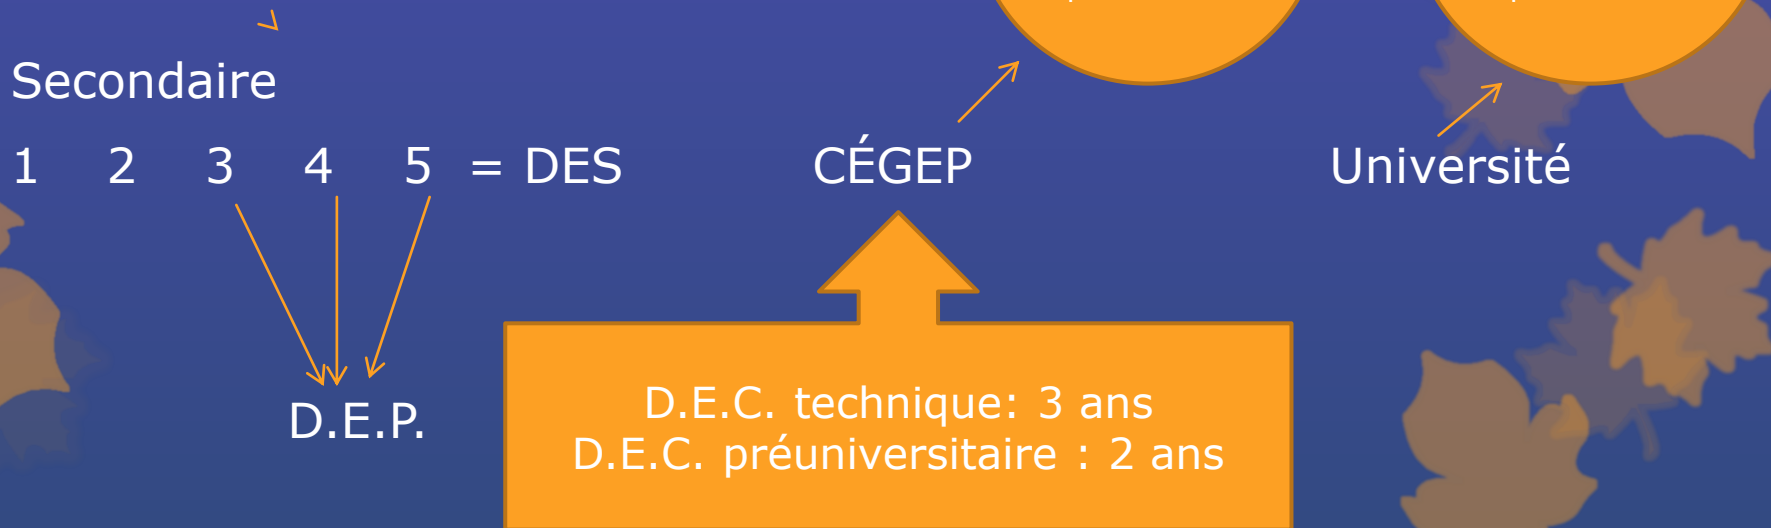 Secondaire
1 2 3 4 5 = DES CÉGEP Université
D.E.P.
D.E.C. technique: 3 ans
D.E.C. préuniversitaire : 2 ans